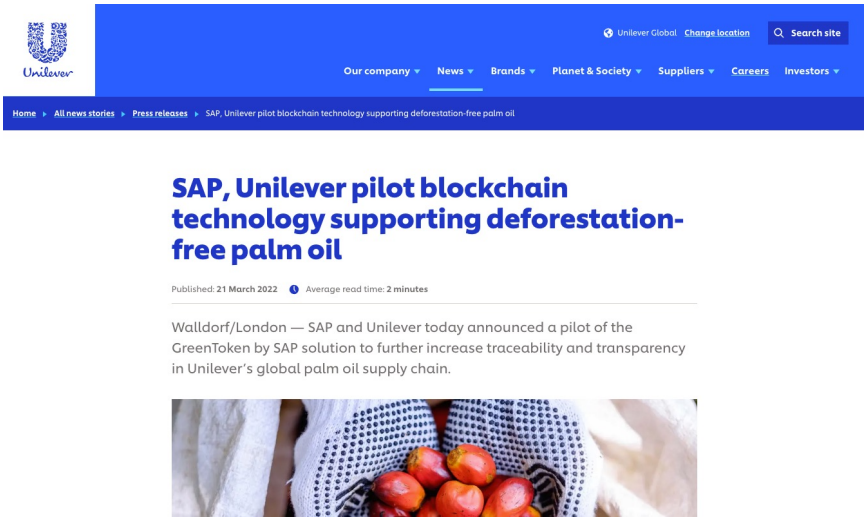 Unilever
Unilever Global Change location
Search site
Our company News Brands Planet & Society Suppliers Careers Investors
Home All news stories Press releases SAP, Unilever pilot blockchain technology supporting deforestation-free palm oil
SAP, Unilever pilot blockchain
technology supporting deforestation-
free palm oil
Published: 21 March 2022 Average read time: 2 minutes
Walldorf/London — SAP and Unilever today announced a pilot of the
GreenToken by SAP solution to further increase traceability and transparency
in Unilever’s global palm oil supply chain.